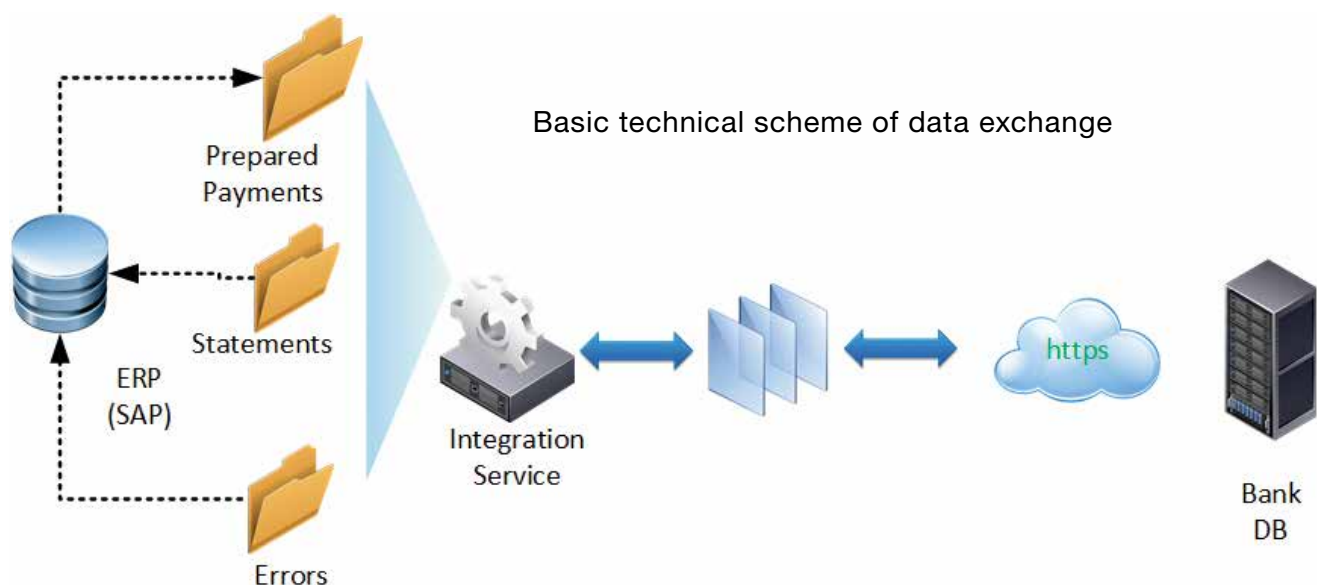 Basic technical scheme of data exchange
Prepared
Payments
Statements
ERP
(SAP)
Errors
Integration
Service
https
Bank
DB